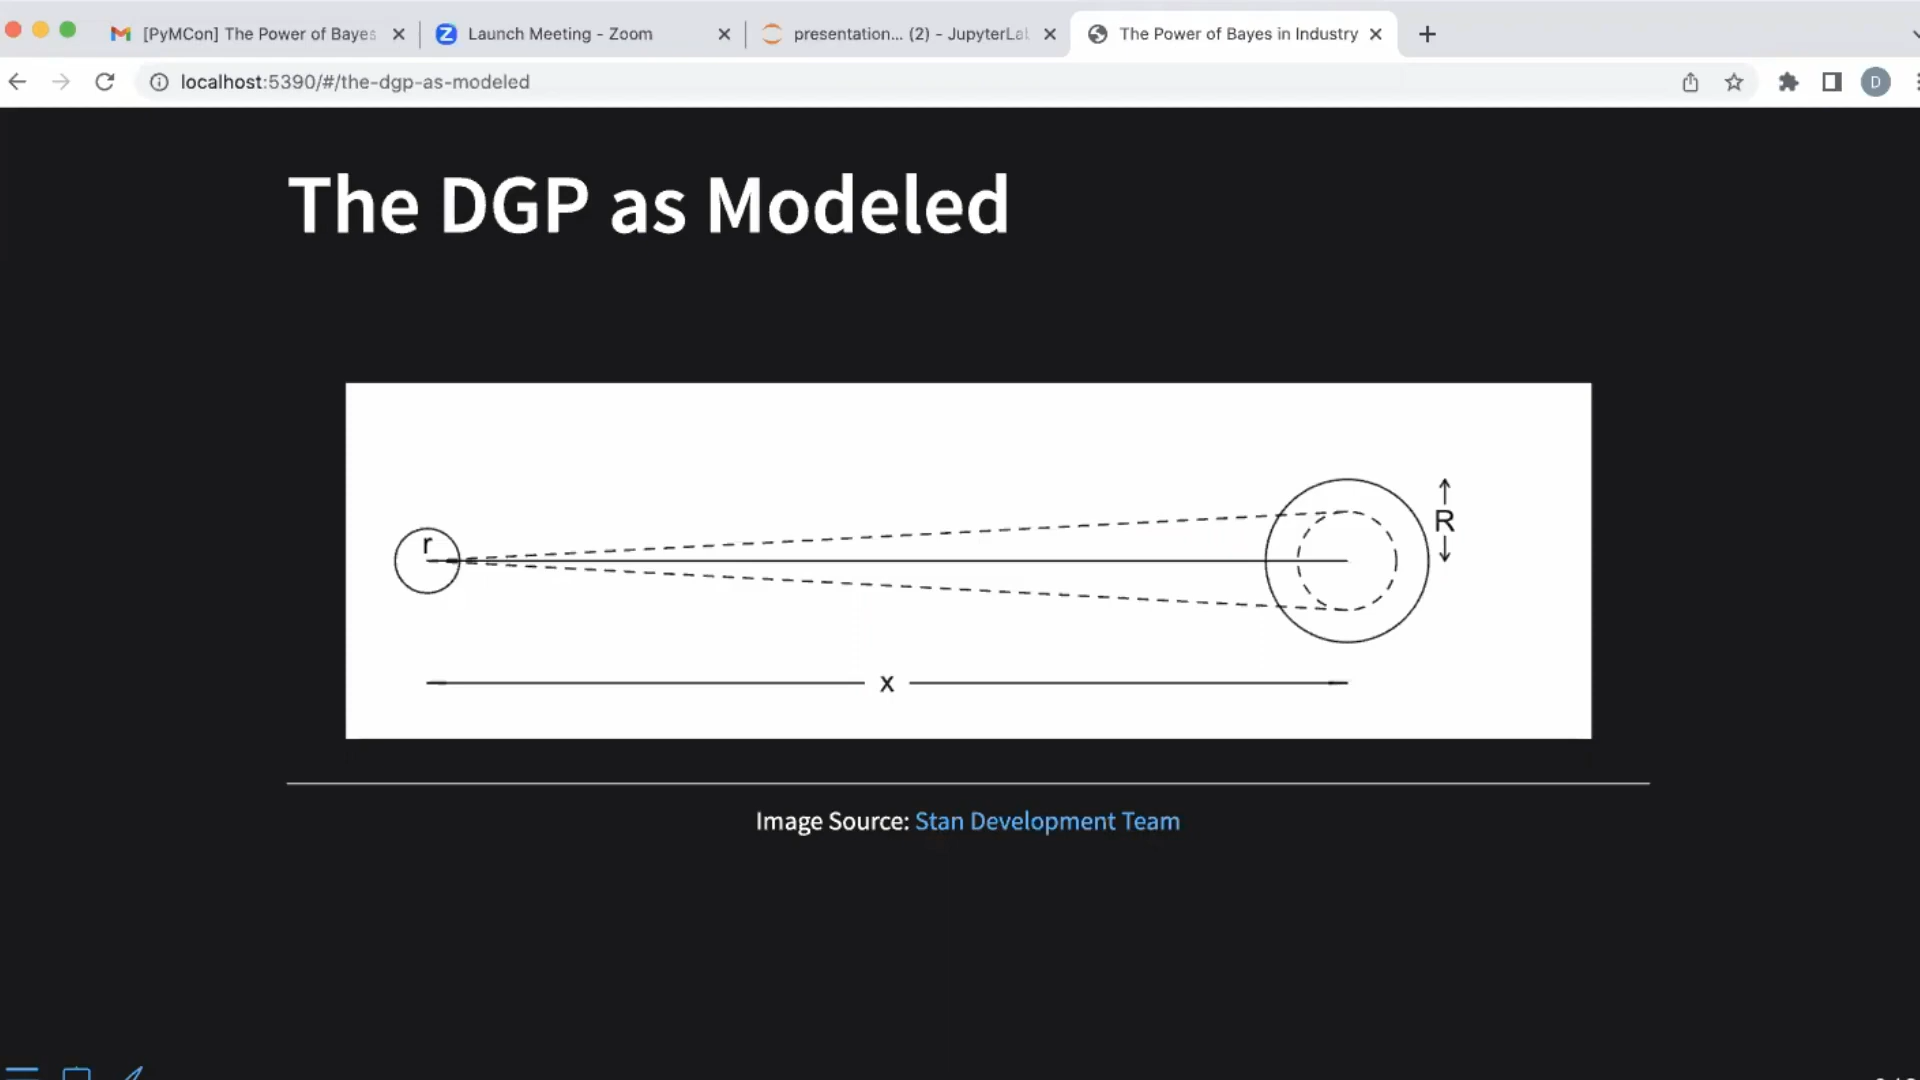 [PyMCon] The Power of Bayes
Launch Meeting - Zoom
presentation... (2) - JupyterLa
The Power of Bayes in Industry
localhost:5390/#/the-dgp-as-modeled
D
The DGP as Modeled
r
R
x
Image Source: Stan Development Team